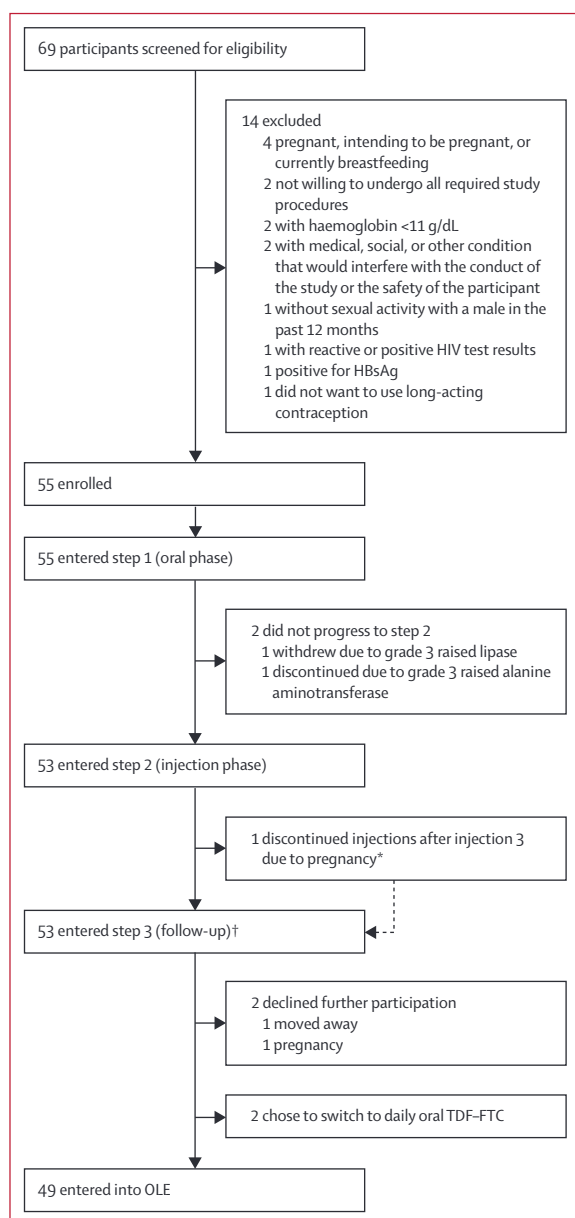 69 participants screened for eligibility
14 excluded
4 pregnant, intending to be pregnant, or
currently breastfeeding
2 not willing to undergo all required study
procedures
2 with haemoglobin <11 g/dL
2 with medical, social, or other condition
that would interfere with the conduct of
the study or the safety of the participant
1 without sexual activity with a male in the
past 12 months
1 with reactive or positive HIV test results
1 positive for HBsAg
1 did not want to use long-acting
contraception
55 enrolled
55 entered step 1 (oral phase)
2 did not progress to step 2
1 withdrew due to grade 3 raised lipase
1 discontinued due to grade 3 raised alanine
aminotransferase
53 entered step 2 (injection phase)
1 discontinued injections after injection 3
due to pregnancy*
53 entered step 3 (follow-up)†
2 declined further participation
1 moved away
1 pregnancy
2 chose to switch to daily oral TDF–FTC
49 entered into OLE